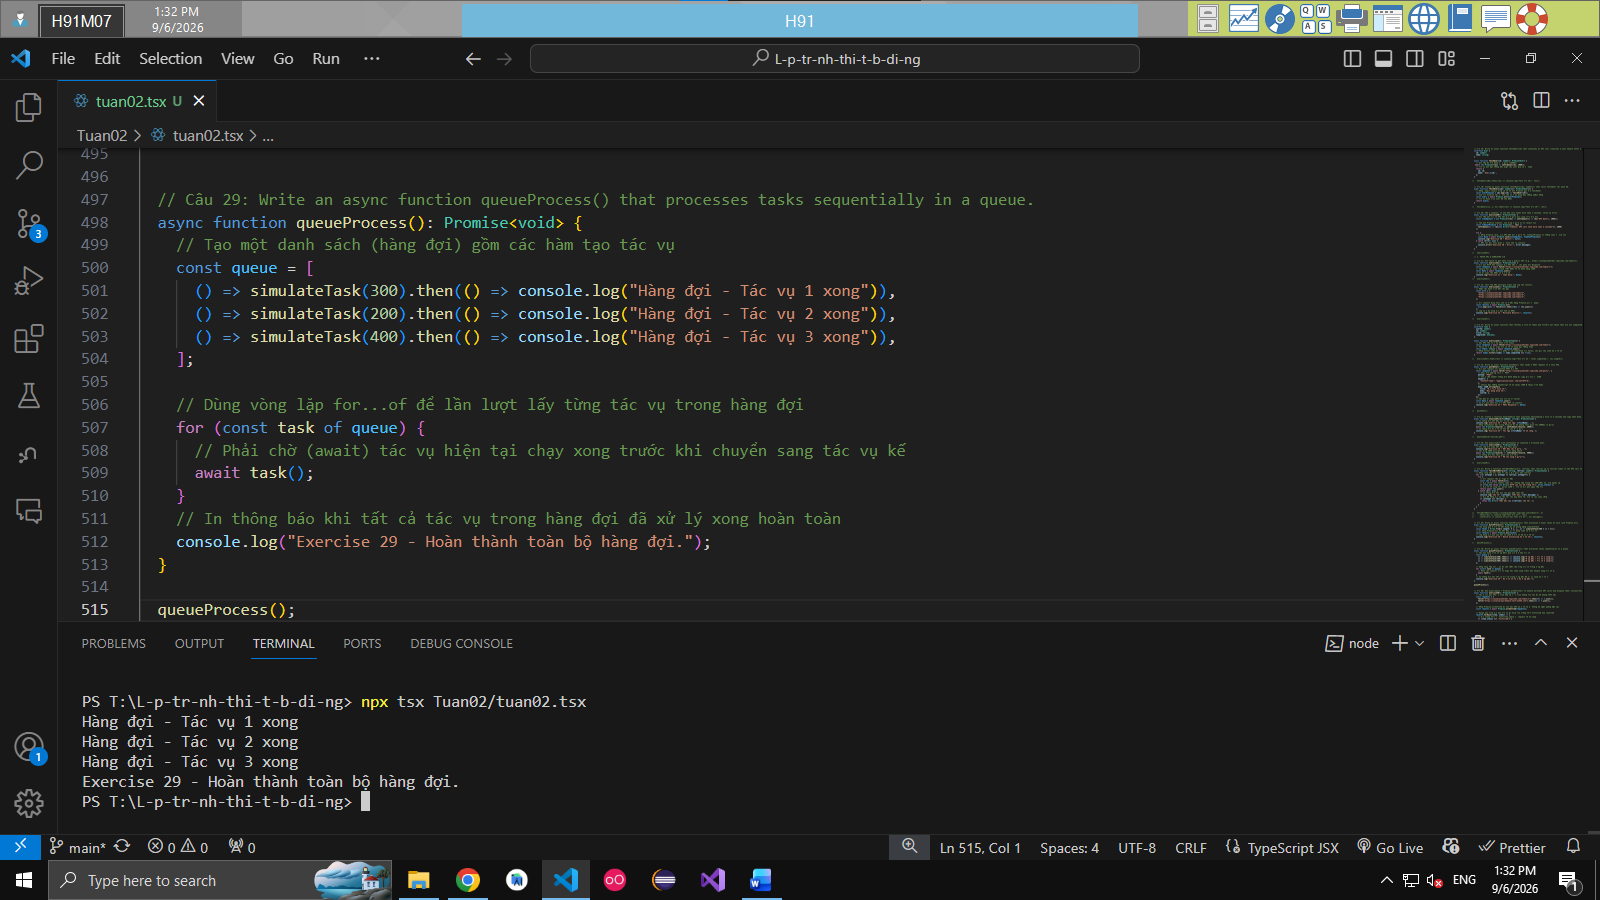 H91M07
1:32 PM
9/6/2026
H91
Q W
A S
File Edit Selection View Go Run ···
L-p-tr-nh-thi-t-b-di-ng
tuan02.tsx U
Tuan02 > tuan02.tsx > ...
495
496
497 // Câu 29: Write an async function queueProcess() that processes tasks sequentially in a queue.
498 async function queueProcess(): Promise<void> {
499 // Tạo một danh sách (hàng đợi) gồm các hàm tạo tác vụ
500 const queue = [
501 () => simulateTask(300).then(() => console.log("Hàng đợi - Tác vụ 1 xong")),
502 () => simulateTask(200).then(() => console.log("Hàng đợi - Tác vụ 2 xong")),
503 () => simulateTask(400).then(() => console.log("Hàng đợi - Tác vụ 3 xong")),
504 ];
505
506 // Dùng vòng lặp for...of để lần lượt lấy từng tác vụ trong hàng đợi
507 for (const task of queue) {
508 // Phải chờ (await) tác vụ hiện tại chạy xong trước khi chuyển sang tác vụ kế
509 await task();
510 }
511 // In thông báo khi tất cả tác vụ trong hàng đợi đã xử lý xong hoàn toàn
512 console.log("Exercise 29 - Hoàn thành toàn bộ hàng đợi.");
513 }
514
515 queueProcess();
3
1
PROBLEMS OUTPUT TERMINAL PORTS DEBUG CONSOLE
node
PS T:\L-p-tr-nh-thi-t-b-di-ng> npx tsx Tuan02/tuan02.tsx
Hàng đợi - Tác vụ 1 xong
Hàng đợi - Tác vụ 2 xong
Hàng đợi - Tác vụ 3 xong
Exercise 29 - Hoàn thành toàn bộ hàng đợi.
PS T:\L-p-tr-nh-thi-t-b-di-ng>
main* 0 0 0
Ln 515, Col 1 Spaces: 4 UTF-8 CRLF {} TypeScript JSX Go Live Prettier
Type here to search
ENG
1:32 PM
9/6/2026
1